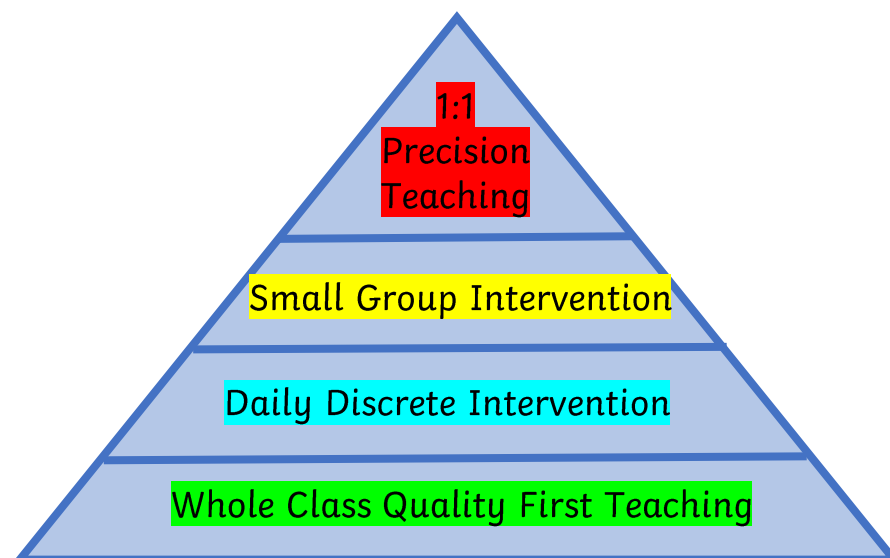 1:1
Precision
Teaching
Small Group Intervention
Daily Discrete Intervention
Whole Class Quality First Teaching